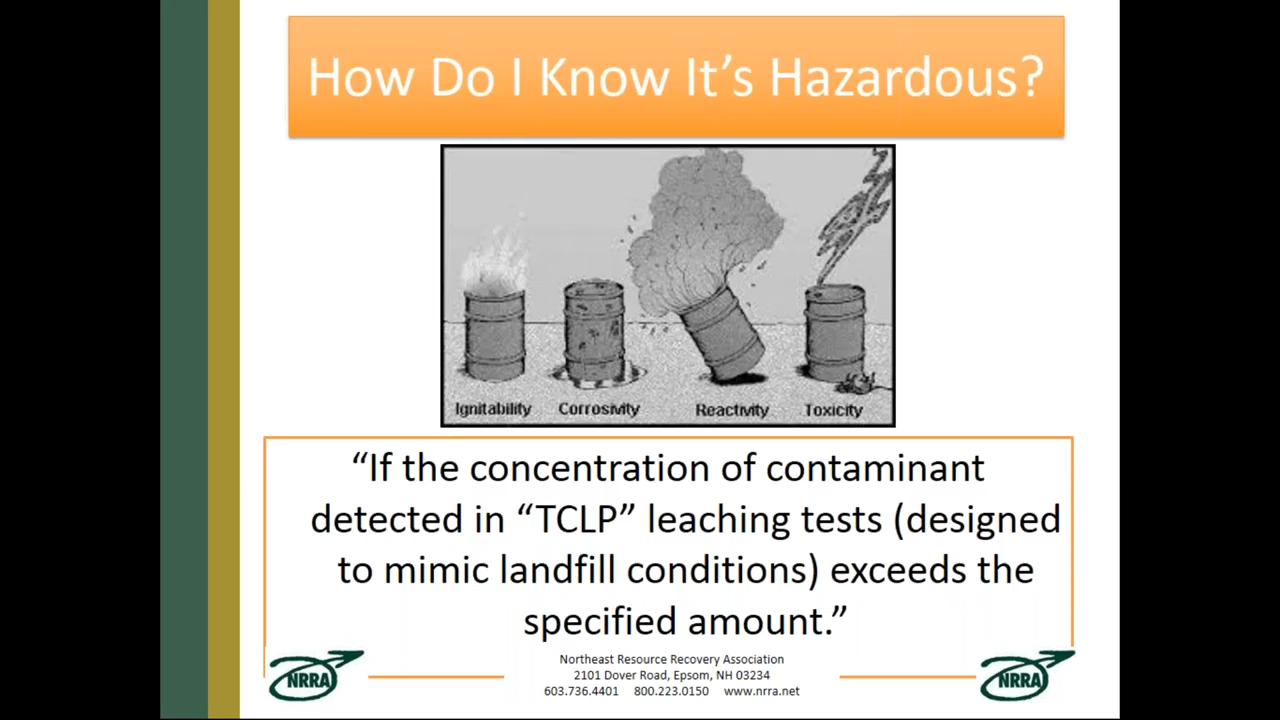 How Do I Know It’s Hazardous?
Ignitability Corrosivity Reactivity Toxicity
“If the concentration of contaminant
detected in “TCLP” leaching tests (designed
to mimic landfill conditions) exceeds the
specified amount.”
NRRA
Northeast Resource Recovery Association
2101 Dover Road, Epsom, NH 03234
603.736.4401 800.223.0150 www.nrra.net
NRRA